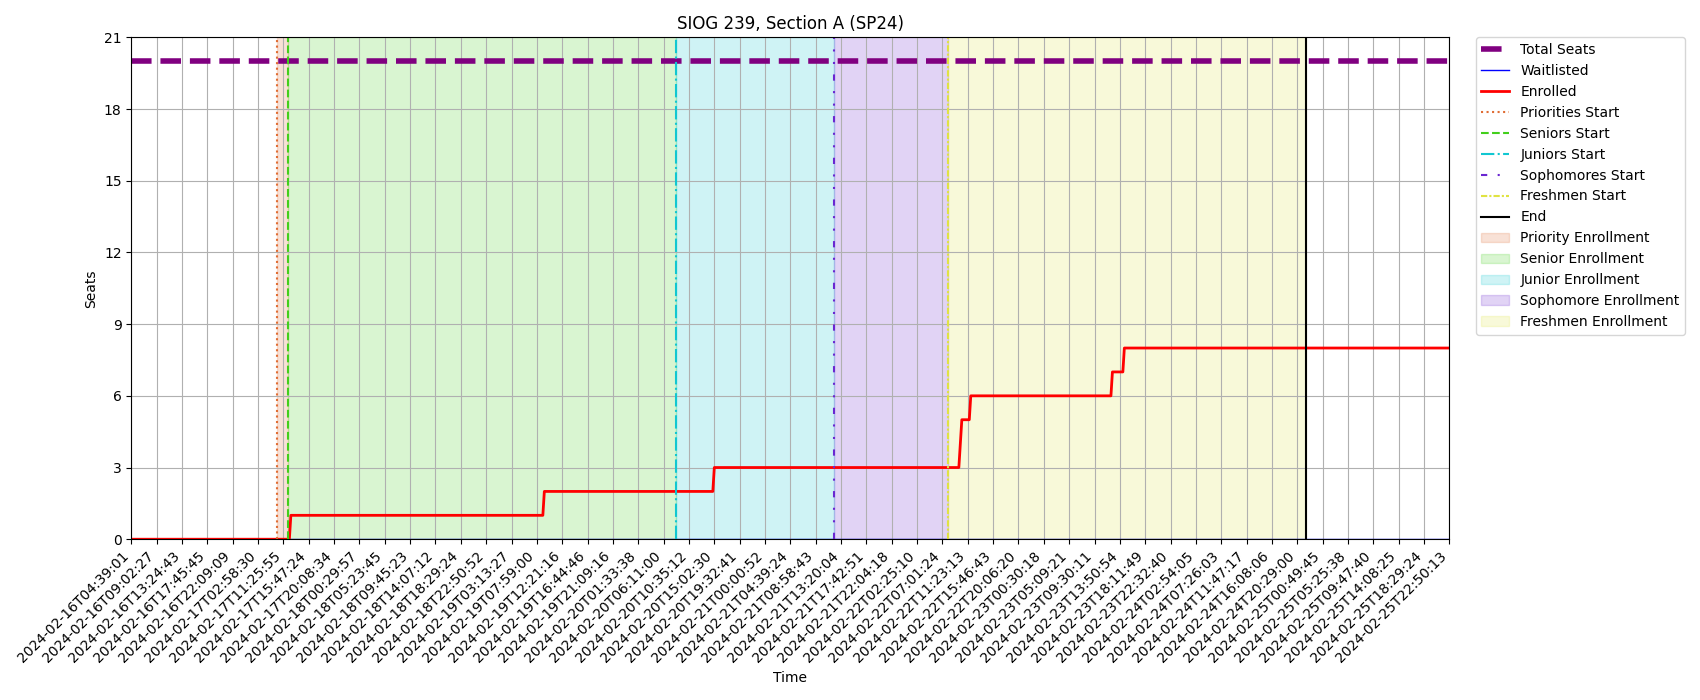 SIOG 239, Section A (SP24)
21
18
15
12
9
6
3
0
Seats
2024-02-16T04:39:01
2024-02-16T09:02:27
2024-02-16T13:24:43
2024-02-16T17:45:45
2024-02-16T22:09:09
2024-02-17T02:58:30
2024-02-17T11:25:55
2024-02-17T15:47:24
2024-02-17T20:08:34
2024-02-18T00:29:57
2024-02-18T05:23:45
2024-02-18T09:45:23
2024-02-18T14:07:12
2024-02-18T18:29:24
2024-02-18T22:50:52
2024-02-19T03:13:27
2024-02-19T07:59:00
2024-02-19T12:21:16
2024-02-19T16:44:46
2024-02-19T21:09:16
2024-02-20T01:33:38
2024-02-20T06:11:00
2024-02-20T10:35:12
2024-02-20T15:02:30
2024-02-20T19:32:41
2024-02-21T00:00:52
2024-02-21T04:39:24
2024-02-21T08:58:43
2024-02-21T13:20:04
2024-02-21T17:42:51
2024-02-21T22:04:18
2024-02-22T02:25:10
2024-02-22T07:01:24
2024-02-22T11:23:13
2024-02-22T15:46:43
2024-02-22T20:06:20
2024-02-23T00:30:18
2024-02-23T05:09:21
2024-02-23T09:30:11
2024-02-23T13:50:54
2024-02-23T18:11:49
2024-02-23T22:32:40
2024-02-24T02:54:05
2024-02-24T07:26:03
2024-02-24T11:47:17
2024-02-24T16:08:06
2024-02-24T20:29:00
2024-02-25T00:49:45
2024-02-25T05:25:38
2024-02-25T09:47:40
2024-02-25T14:08:25
2024-02-25T18:29:24
2024-02-25T22:50:13
Time
Total Seats
Waitlisted
Enrolled
Priorities Start
Seniors Start
Juniors Start
Sophomores Start
Freshmen Start
End
Priority Enrollment
Senior Enrollment
Junior Enrollment
Sophomore Enrollment
Freshmen Enrollment